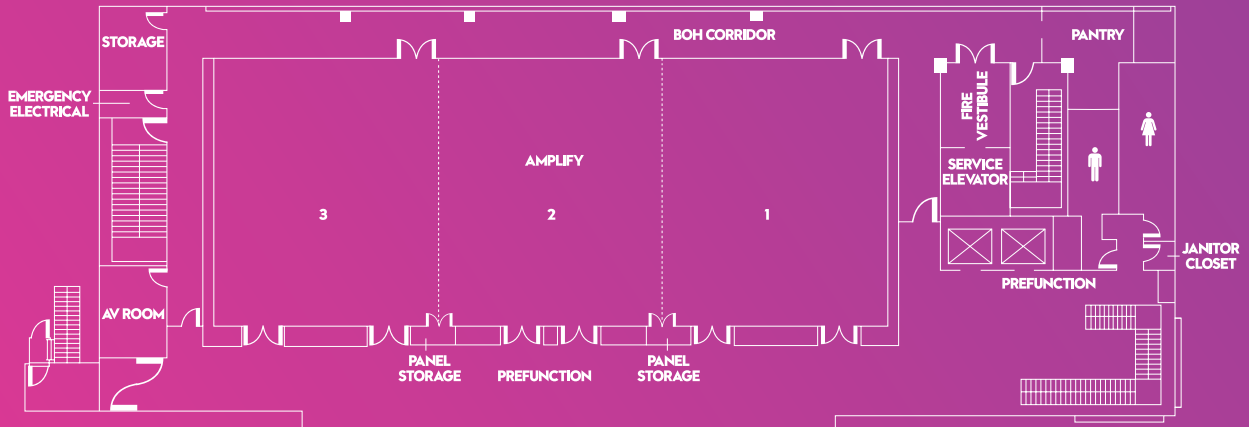 STORAGE
BOH CORRIDOR
PANTRY
EMERGENCY
ELECTRICAL
FIRE
VESTIBULE
AMPLIFY
SERVICE
ELEVATOR
3
2
1
JANITOR
CLOSET
PREFUNCTION
AV ROOM
PANEL
STORAGE
PREFUNCTION
PANEL
STORAGE